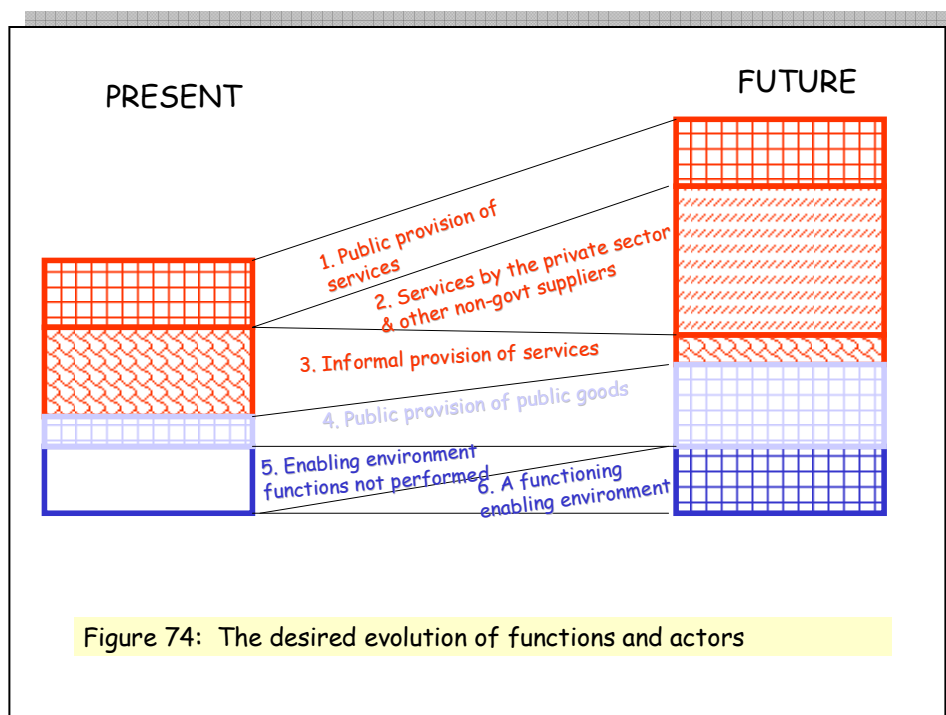 PRESENT
FUTURE
1. Public provision of
services
2. Services by the private sector
& other non-govt suppliers
3. Informal provision of services
4. Public provision of public goods
5. Enabling environment
functions not performed
6. A functioning
enabling environment
Figure 74: The desired evolution of functions and actors